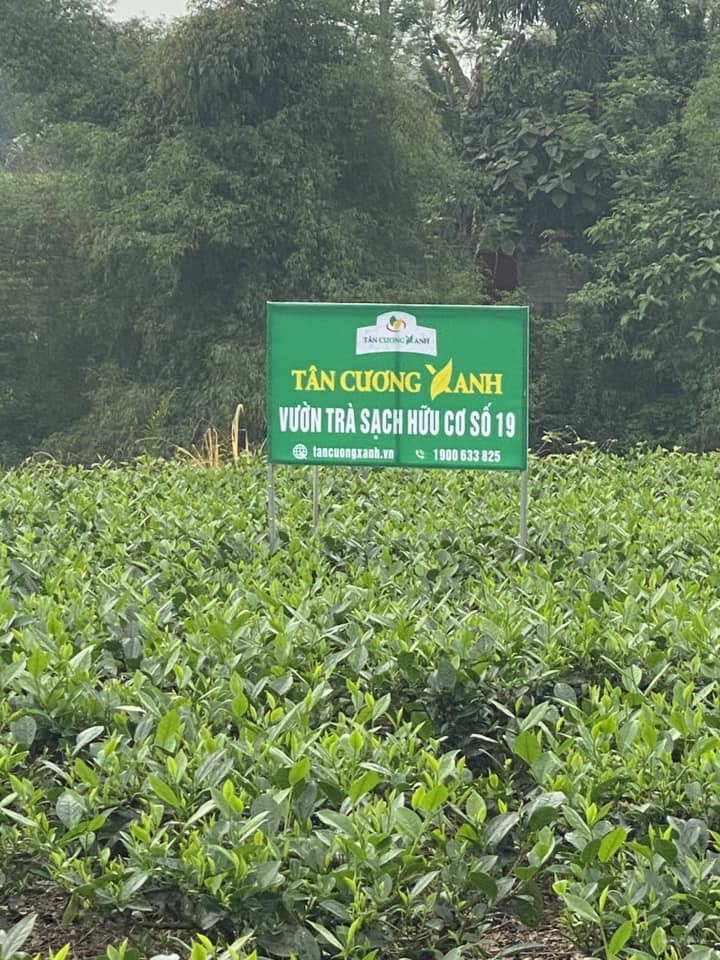 TÂN CƯƠNG XANH
TÂN CƯƠNG XANH
VƯỜN TRÀ SẠCH HỮU CƠ SỐ 19
tancuongxanh.vn 1900 633 825